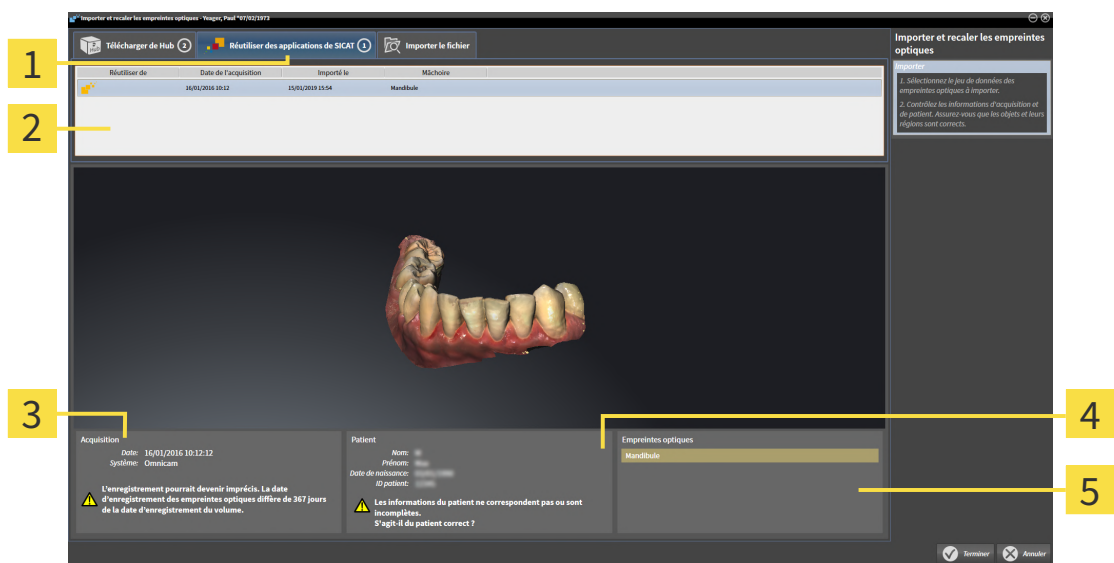 Importer et recaler les empreintes optiques - Yeager, Paul *07/02/1973
Importer et recaler les empreintes
optiques
1
Télécharger de Hub 2
Réutiliser des applications de SICAT 1
Importer le fichier
Hub
Importer
1. Sélectionnez le jeu de données des
empreintes optiques à importer.
2. Contrôlez les informations d'acquisition et
de patient. Assurez-vous que les objets et leurs
régions sont corrects.
Réutiliser de
Date de l'acquisition
Importé le
Mâchoire
16/01/2016 10:12
15/01/2019 15:54
Mandibule
2
3
4
5
Acquisition
Date: 16/01/2016 10:12:12
Système: Omnicam
L'enregistrement pourrait devenir imprécis. La date
d'enregistrement des empreintes optiques diffère de 367 jours
de la date d'enregistrement du volume.
Patient
Nom:
Prénom:
Date de naissance:
ID patient:
Les informations du patient ne correspondent pas ou sont
incomplètes.
S'agit-il du patient correct ?
Empreintes optiques
Mandibule
Terminer
Annuler